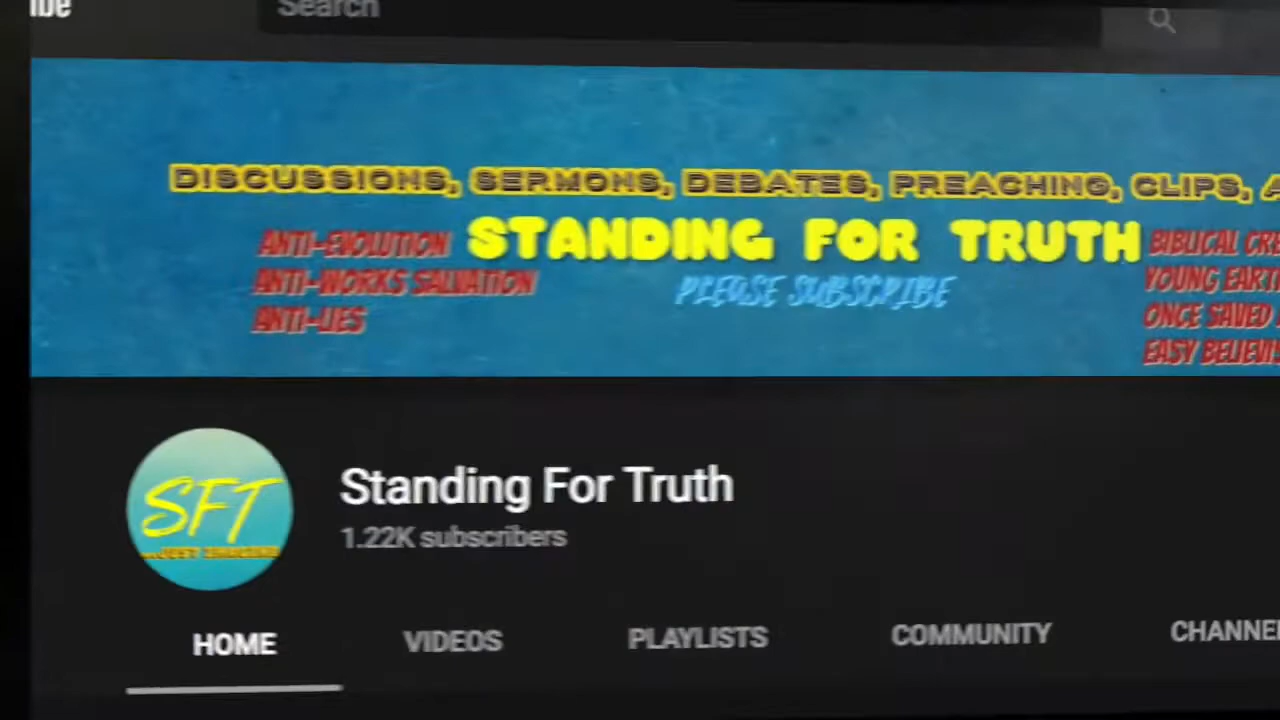 Search
DISCUSSIONS, SERMONS, DEBATES, PREACHING, CLIPS,
ANTI-EVOLUTION STANDING FOR TRUTH BIBLICAL
ANTI-WORKS SALVATION PLEASE SUBSCRIBE YOUNG
ANTI-LIES ONCE SAVED
EASY
SFT
Standing For Truth
1.22K subscribers
HOME VIDEOS PLAYLISTS COMMUNITY